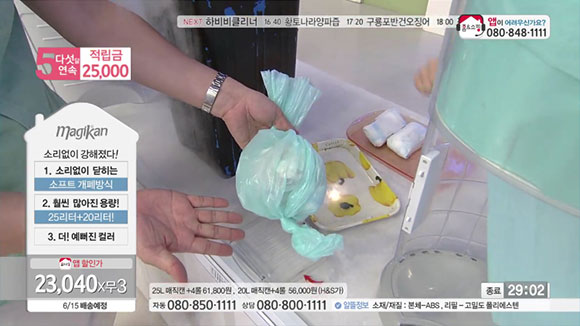 NEXT 하비비클리너 16 40 황토나라양파즙 17 20 구룡포반건오징어 18 00
홈&쇼핑
앱이 어려우신가요?
080-848-1111
5 다섯달 연속 적립금 25,000
magikan
소리없이 강해졌다!
1. 소리없이 닫히는
소프트 개폐방식
2. 훨씬 많아진 용량!
25리터+20리터!
3. 더! 예뻐진 컬러
앱 할인가
23,040x무3
6/15 배송예정
25L 매직캔 +4롤 61,800원, 20L 매직캔 +4롤 56,000원 (H&S가)
종료 29:02
자동 080-850-1111 상담 080-800-1111
알뜰정보 소재/재질 : 본체-ABS, 리필 - 고밀도 폴리에스텐